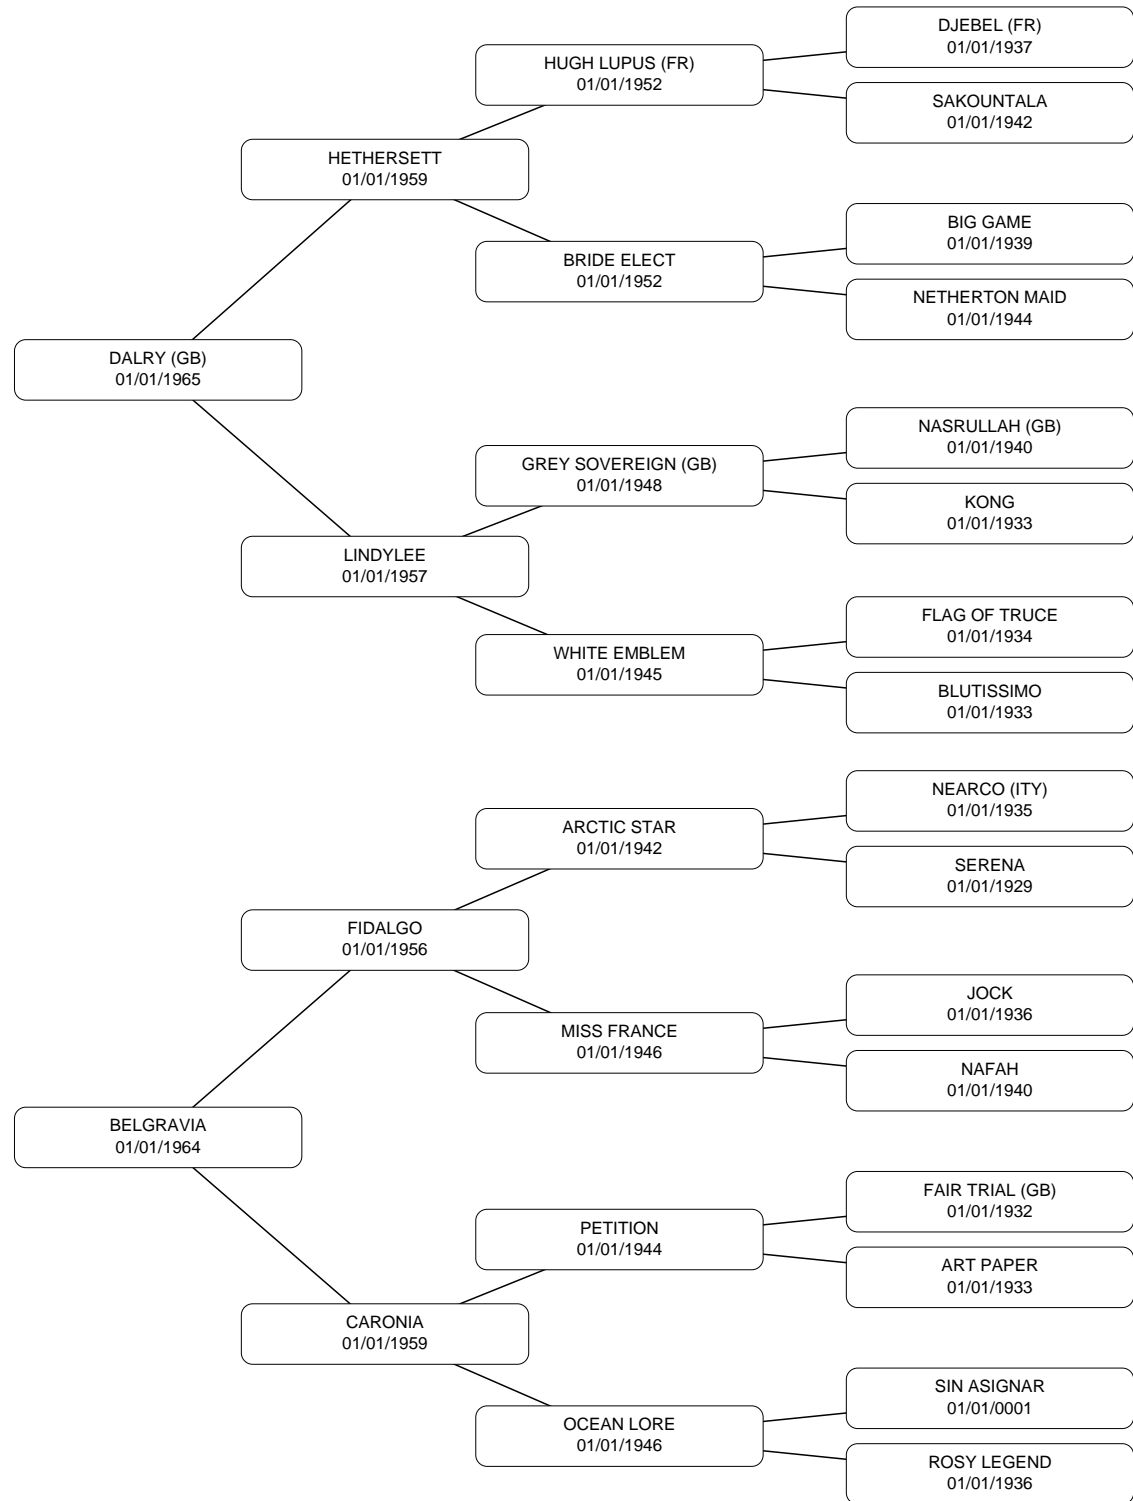 DJEBEL (FR)
01/01/1937
HUGH LUPUS (FR)
01/01/1952
SAKOUNTALA
01/01/1942
HETHERSETT
01/01/1959
BIG GAME
01/01/1939
BRIDE ELECT
01/01/1952
NETHERTON MAID
01/01/1944
DALRY (GB)
01/01/1965
NASRULLAH (GB)
01/01/1940
GREY SOVEREIGN (GB)
01/01/1948
KONG
01/01/1933
LINDYLEE
01/01/1957
FLAG OF TRUCE
01/01/1934
WHITE EMBLEM
01/01/1945
BLUTISSIMO
01/01/1933
NEARCO (ITY)
01/01/1935
ARCTIC STAR
01/01/1942
SERENA
01/01/1929
FIDALGO
01/01/1956
JOCK
01/01/1936
MISS FRANCE
01/01/1946
NAFAH
01/01/1940
BELGRAVIA
01/01/1964
FAIR TRIAL (GB)
01/01/1932
PETITION
01/01/1944
ART PAPER
01/01/1933
CARONIA
01/01/1959
SIN ASIGNAR
01/01/0001
OCEAN LORE
01/01/1946
ROSY LEGEND
01/01/1936